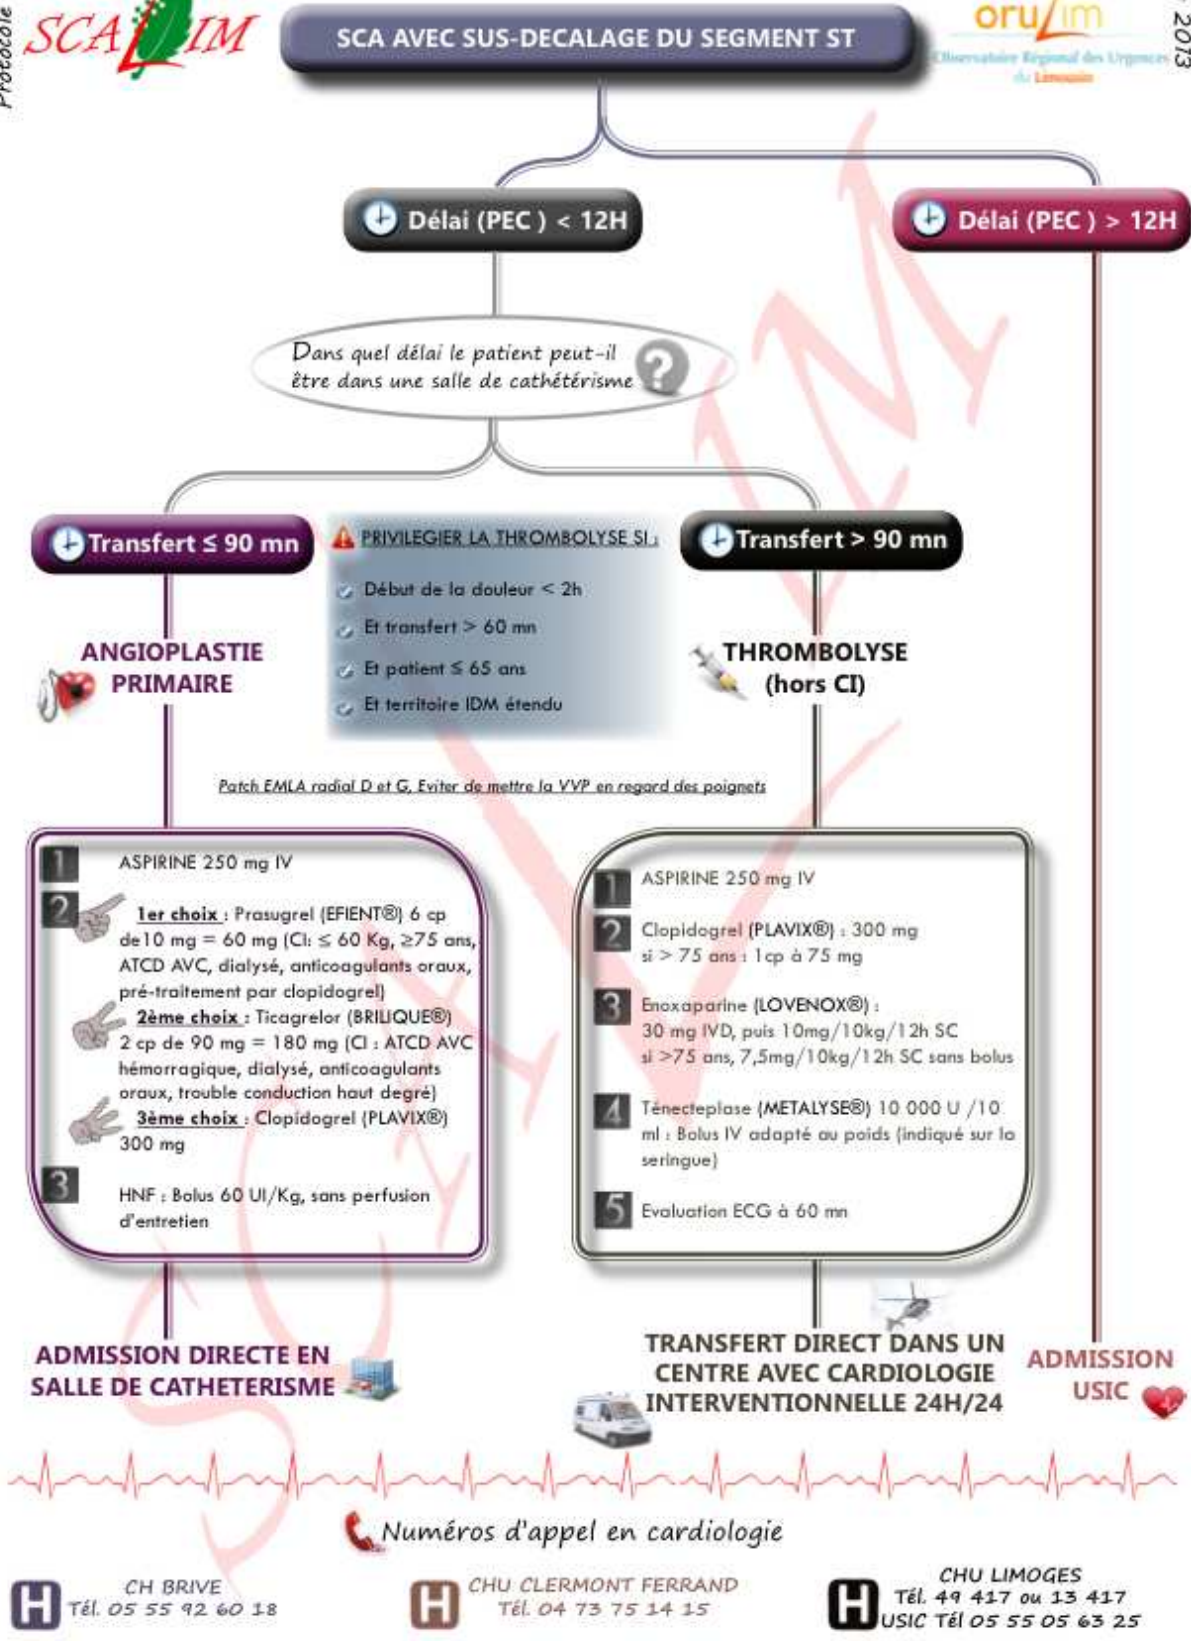 Protocole
SCALIM
SCA AVEC SUS-DECALAGE DU SEGMENT ST
oruLim
Observatoire Régional des Urgences
du Limousin
2013
Délai (PEC ) < 12H
Délai (PEC ) > 12H
Dans quel délai le patient peut-il
être dans une salle de cathétérisme ?
Transfert ≤ 90 mn
PRIVILEGIER LA THROMBOLYSE SI :
Début de la douleur < 2h
Et transfert > 60 mn
Et patient ≤ 65 ans
Et territoire IDM étendu
Transfert > 90 mn
ANGIOPLASTIE
PRIMAIRE
THROMBOLYSE
(hors CI)
Patch EMLA radial D et G, Eviter de mettre la VVP en regard des poignets
1 ASPIRINE 250 mg IV
2 1er choix : Prasugrel (EFIENT®) 6 cp
de10 mg = 60 mg (CI: ≤ 60 Kg, ≥75 ans,
ATCD AVC, dialysé, anticoagulants oraux,
pré-traitement par clopidogrel)
2ème choix : Ticagrelor (BRILIQUE®)
2 cp de 90 mg = 180 mg (CI : ATCD AVC
hémorragique, dialysé, anticoagulants
oraux, trouble conduction haut degré)
3ème choix : Clopidogrel (PLAVIX®)
300 mg
3 HNF : Bolus 60 UI/Kg, sans perfusion
d'entretien
1 ASPIRINE 250 mg IV
2 Clopidogrel (PLAVIX®) : 300 mg
si > 75 ans : 1cp à 75 mg
3 Enoxaparine (LOVENOX®) :
30 mg IVD, puis 10mg/10kg/12h SC
si >75 ans, 7,5mg/10kg/12h SC sans bolus
4 Ténecteplase (METALYSE®) 10 000 U /10
ml : Bolus IV adapté au poids (indiqué sur la
seringue)
5 Evaluation ECG à 60 mn
ADMISSION DIRECTE EN
SALLE DE CATHETERISME
TRANSFERT DIRECT DANS UN
CENTRE AVEC CARDIOLOGIE
INTERVENTIONNELLE 24H/24
ADMISSION
USIC
SCALIM
Numéros d'appel en cardiologie
H CH BRIVE
Tél. 05 55 92 60 18
H CHU CLERMONT FERRAND
Tél. 04 73 75 14 15
H CHU LIMOGES
Tél. 49 417 ou 13 417
USIC Tél 05 55 05 63 25